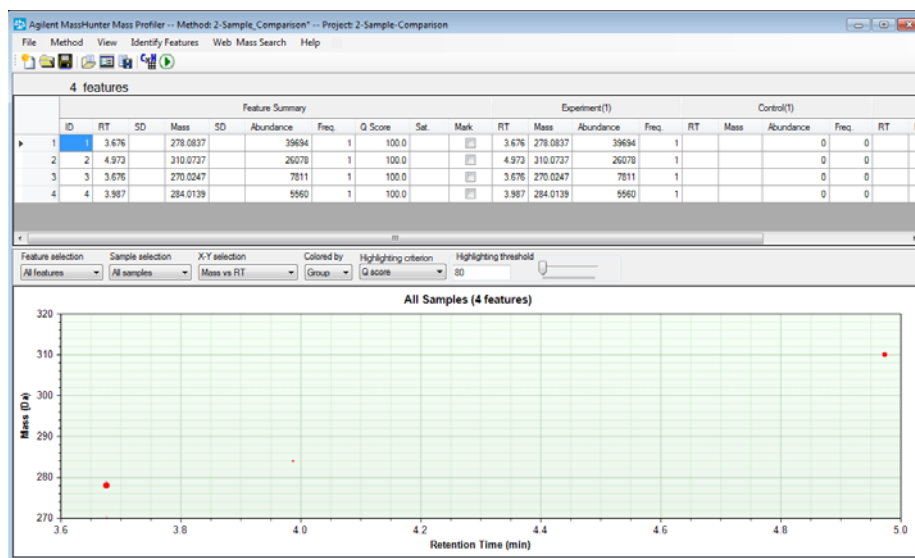 Agilent MassHunter Mass Profiler -- Method: 2-Sample_Comparison* -- Project: 2-Sample-Comparison
File Method View Identify Features Web Mass Search Help
4 features
Feature Summary Experiment(1) Control(1)
ID RT SD Mass SD Abundance Freq. Q Score Sat. Mark RT Mass Abundance Freq. RT Mass Abundance Freq. RT
1 1 3.676 278.0837 39694 1 100.0 3.676 278.0837 39694 1 0 0
2 2 4.973 310.0737 26078 1 100.0 4.973 310.0737 26078 1 0 0
3 3 3.676 270.0247 7811 1 100.0 3.676 270.0247 7811 1 0 0
4 4 3.987 284.0139 5560 1 100.0 3.987 284.0139 5560 1 0 0
Feature selection Sample selection X-Y selection Colored by Highlighting criterion Highlighting threshold
All features All samples Mass vs RT Group Q score 80
All Samples (4 features)
320
310
300
290
280
270
Mass (Da)
3.6 3.8 4.0 4.2 4.4 4.6 4.8 5.0
Retention Time (min)